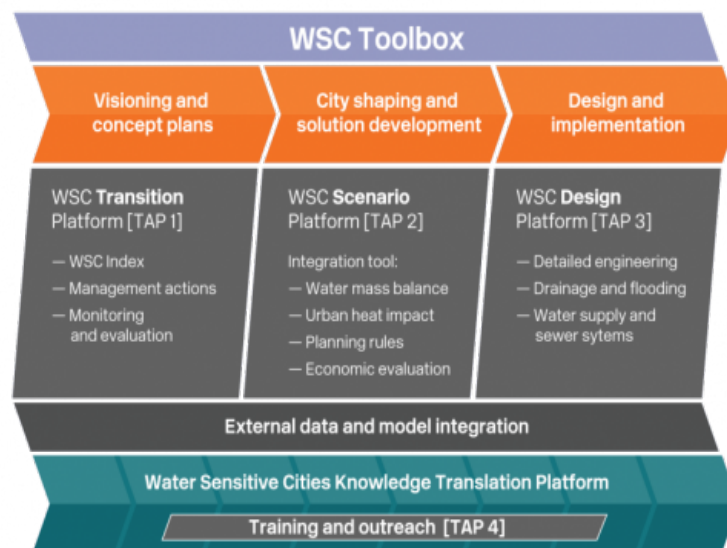 WSC Toolbox
Visioning and
concept plans
City shaping and
solution development
Design and
implementation
WSC Transition
Platform [TAP 1]
— WSC Index
— Management actions
— Monitoring
and evaluation
WSC Scenario
Platform [TAP 2]
Integration tool:
— Water mass balance
— Urban heat impact
— Planning rules
— Economic evaluation
WSC Design
Platform [TAP 3]
— Detailed engineering
— Drainage and flooding
— Water supply and
sewer sytems
External data and model integration
Water Sensitive Cities Knowledge Translation Platform
Training and outreach [TAP 4]